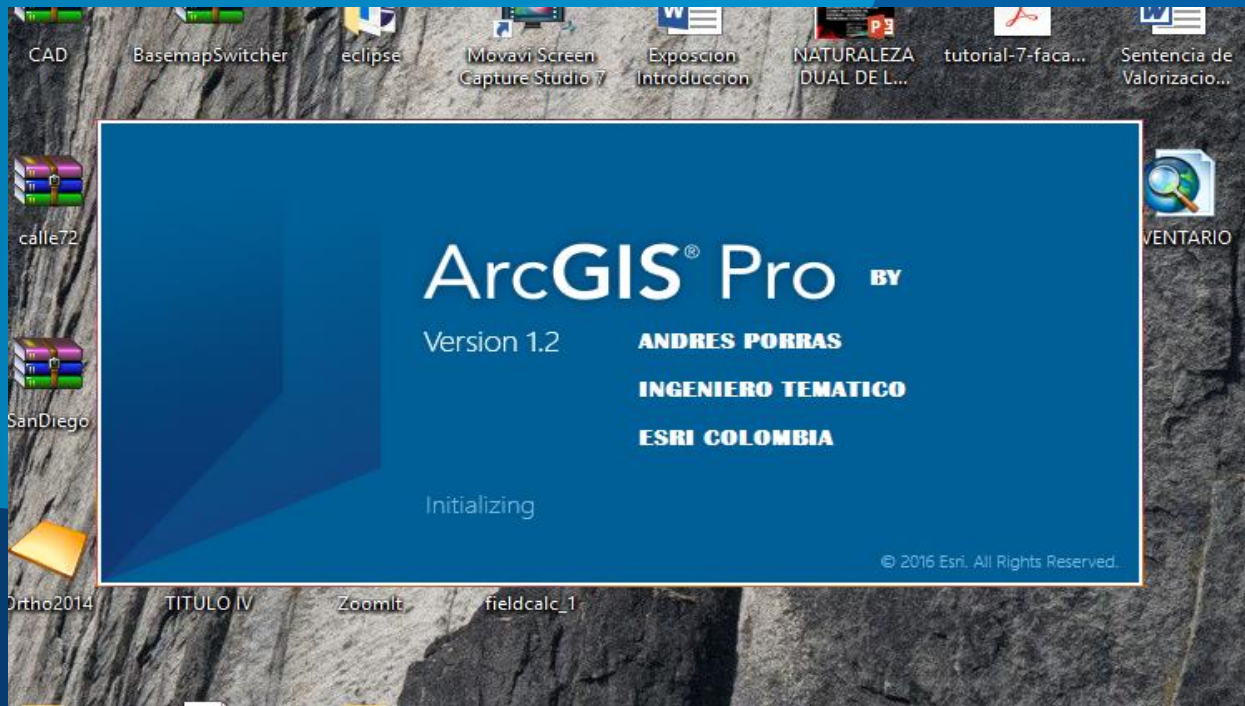 CAD
BasemapSwitcher
eclipse
Movavi Screen
Capture Studio 7
Exposcion
Introduccion
NATURALEZA
DUAL DE L...
tutorial-7-faca...
Sentencia de
Valorizacio...
calle72
VENTARIO
SanDiego
ArcGIS® Pro BY
Version 1.2
ANDRES PORRAS
INGENIERO TEMATICO
ESRI COLOMBIA
Initializing
© 2016 Esri. All Rights Reserved.
Ortho2014
TITULO IV
ZoomIt
fieldcalc_1